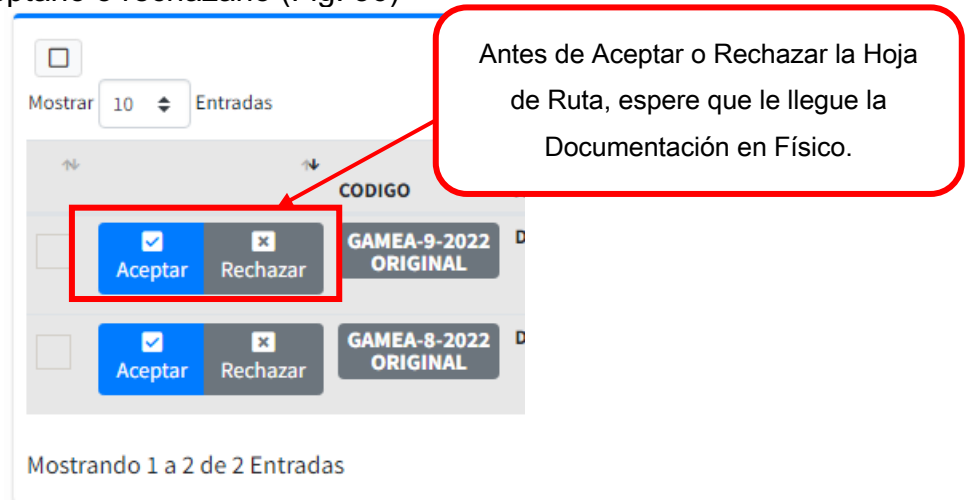 Antes de Aceptar o Rechazar la Hoja
de Ruta, espere que le llegue la
Documentación en Físico.
Mostrar 10 Entradas
CODIGO
Aceptar Rechazar GAMEA-9-2022 ORIGINAL D
Aceptar Rechazar GAMEA-8-2022 ORIGINAL D
Mostrando 1 a 2 de 2 Entradas